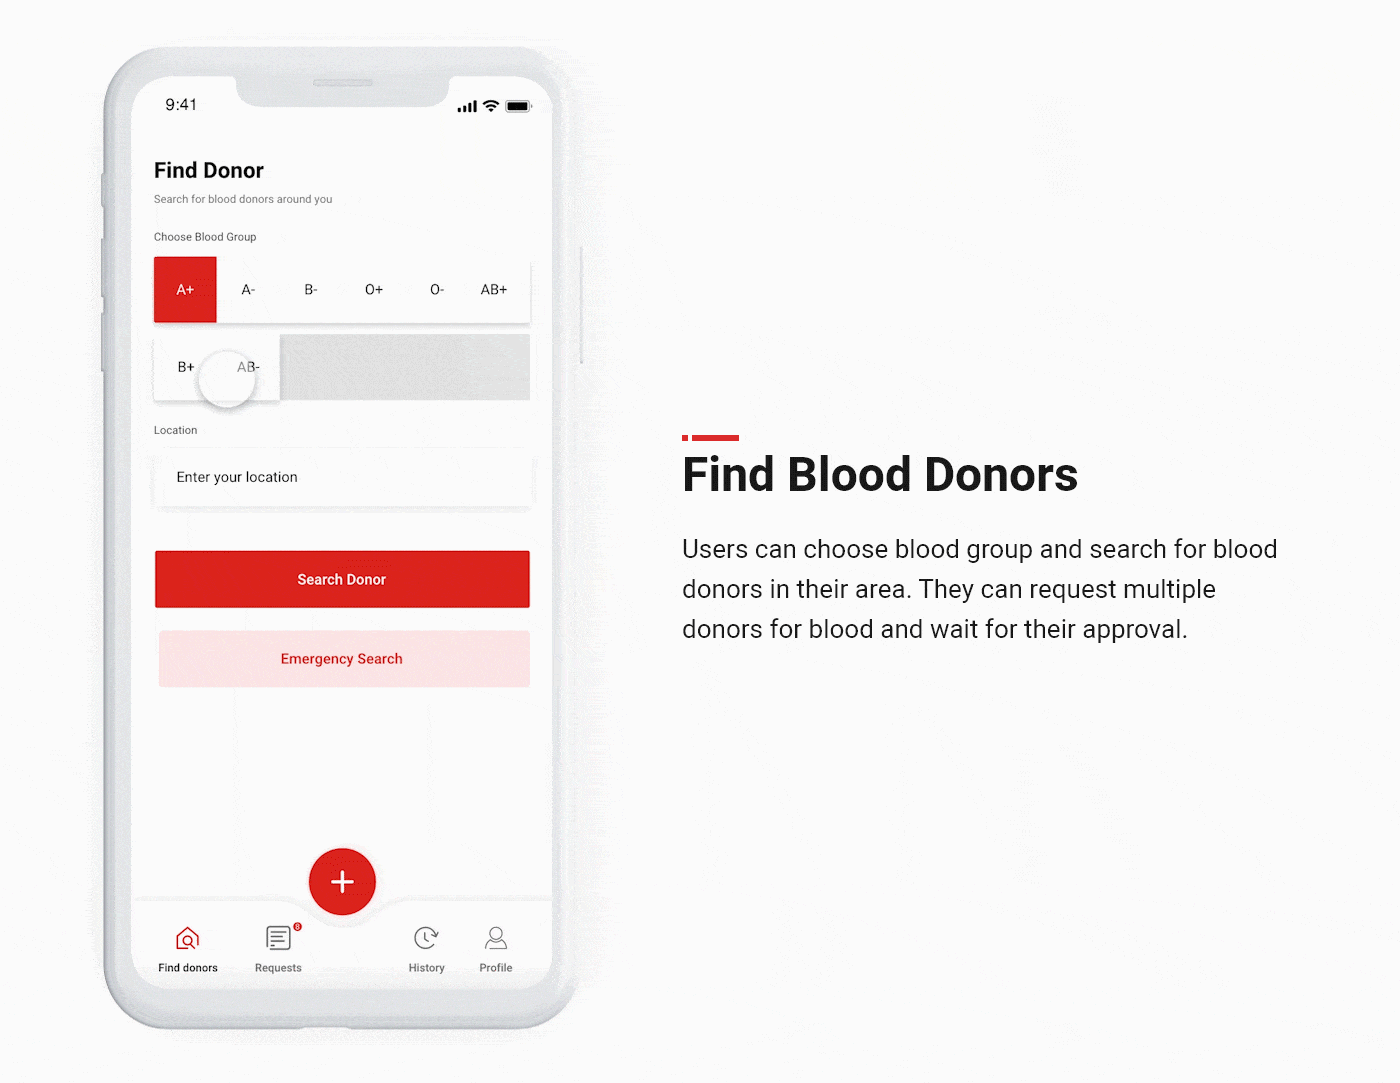 9:41
Find Donor
Search for blood donors around you
Choose Blood Group
A+ A- B- O+ O- AB+
B+ AB-
Location
Enter your location
Search Donor
Emergency Search
8
Find donors Requests History Profile
Find Blood Donors
Users can choose blood group and search for blood
donors in their area. They can request multiple
donors for blood and wait for their approval.